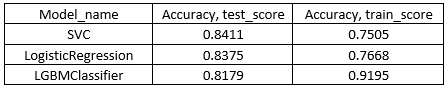 Model_name Accuracy, test_score Accuracy, train_score
SVC 0.8411 0.7505
LogisticRegression 0.8375 0.7668
LGBMClassifier 0.8179 0.9195